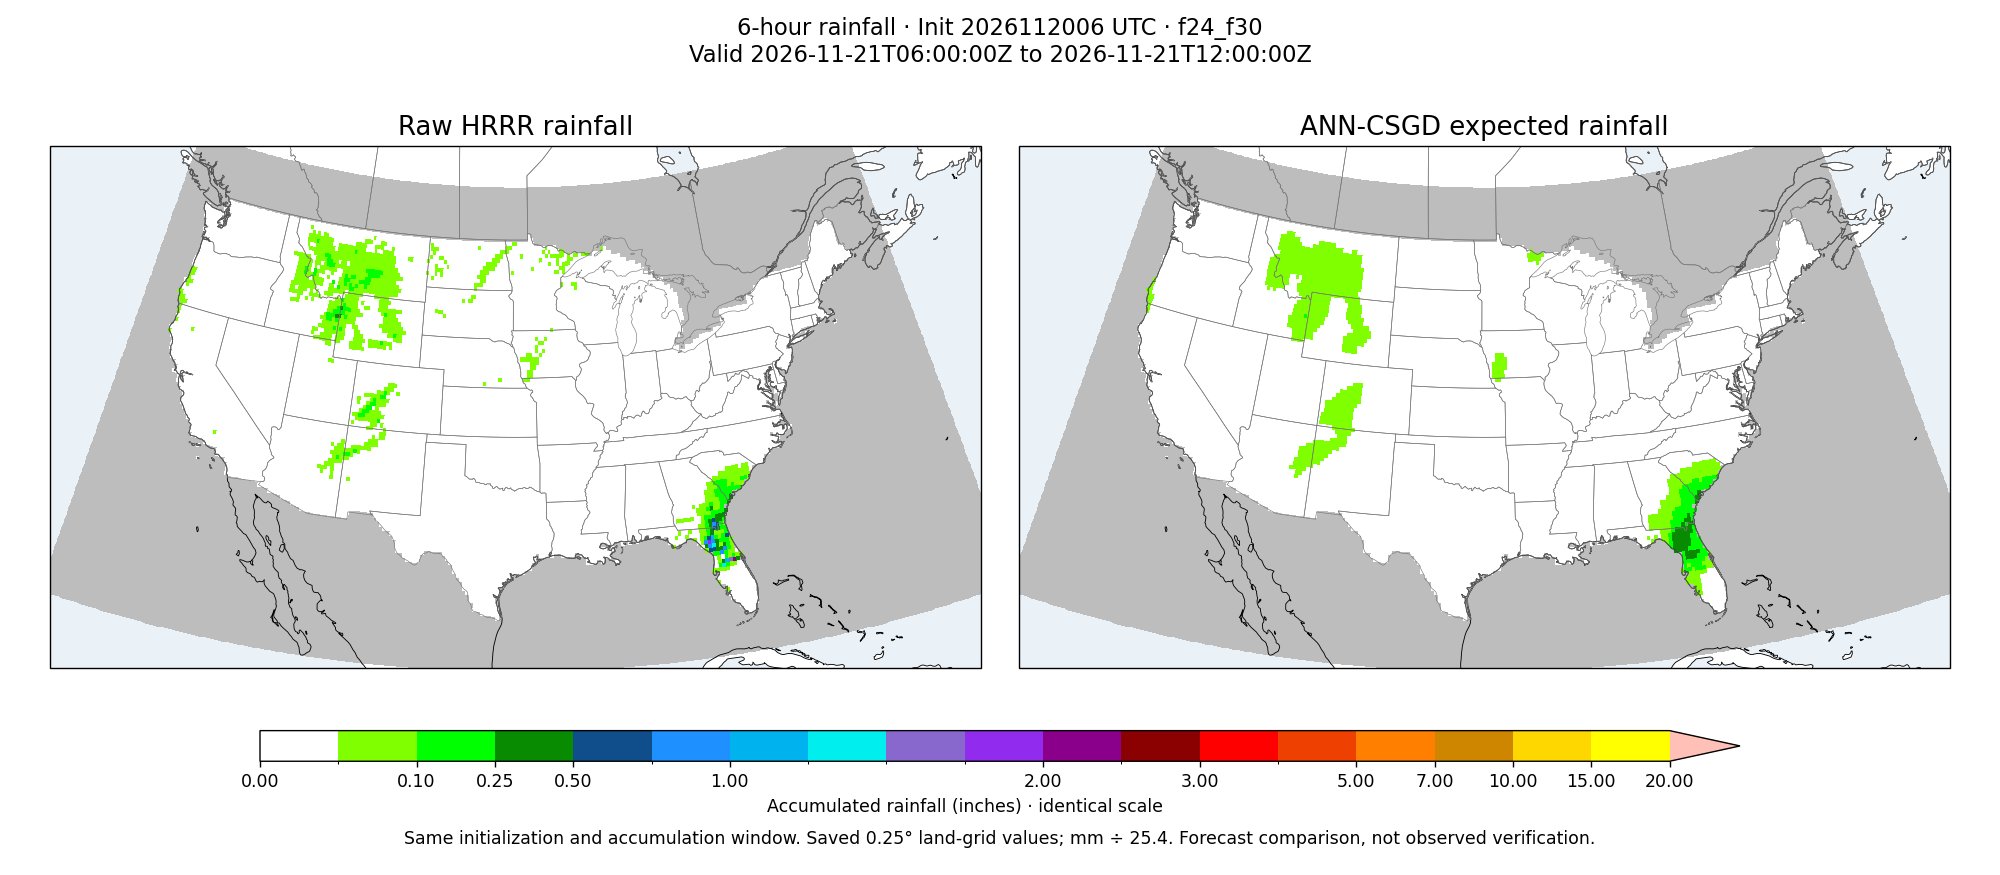 6-hour rainfall · Init 2026112006 UTC · f24_f30
Valid 2026-11-21T06:00:00Z to 2026-11-21T12:00:00Z
Raw HRRR rainfall
ANN-CSGD expected rainfall
0.00 0.10 0.25 0.50 1.00 2.00 3.00 5.00 7.00 10.00 15.00 20.00
Accumulated rainfall (inches) · identical scale
Same initialization and accumulation window. Saved 0.25° land-grid values; mm ÷ 25.4. Forecast comparison, not observed verification.